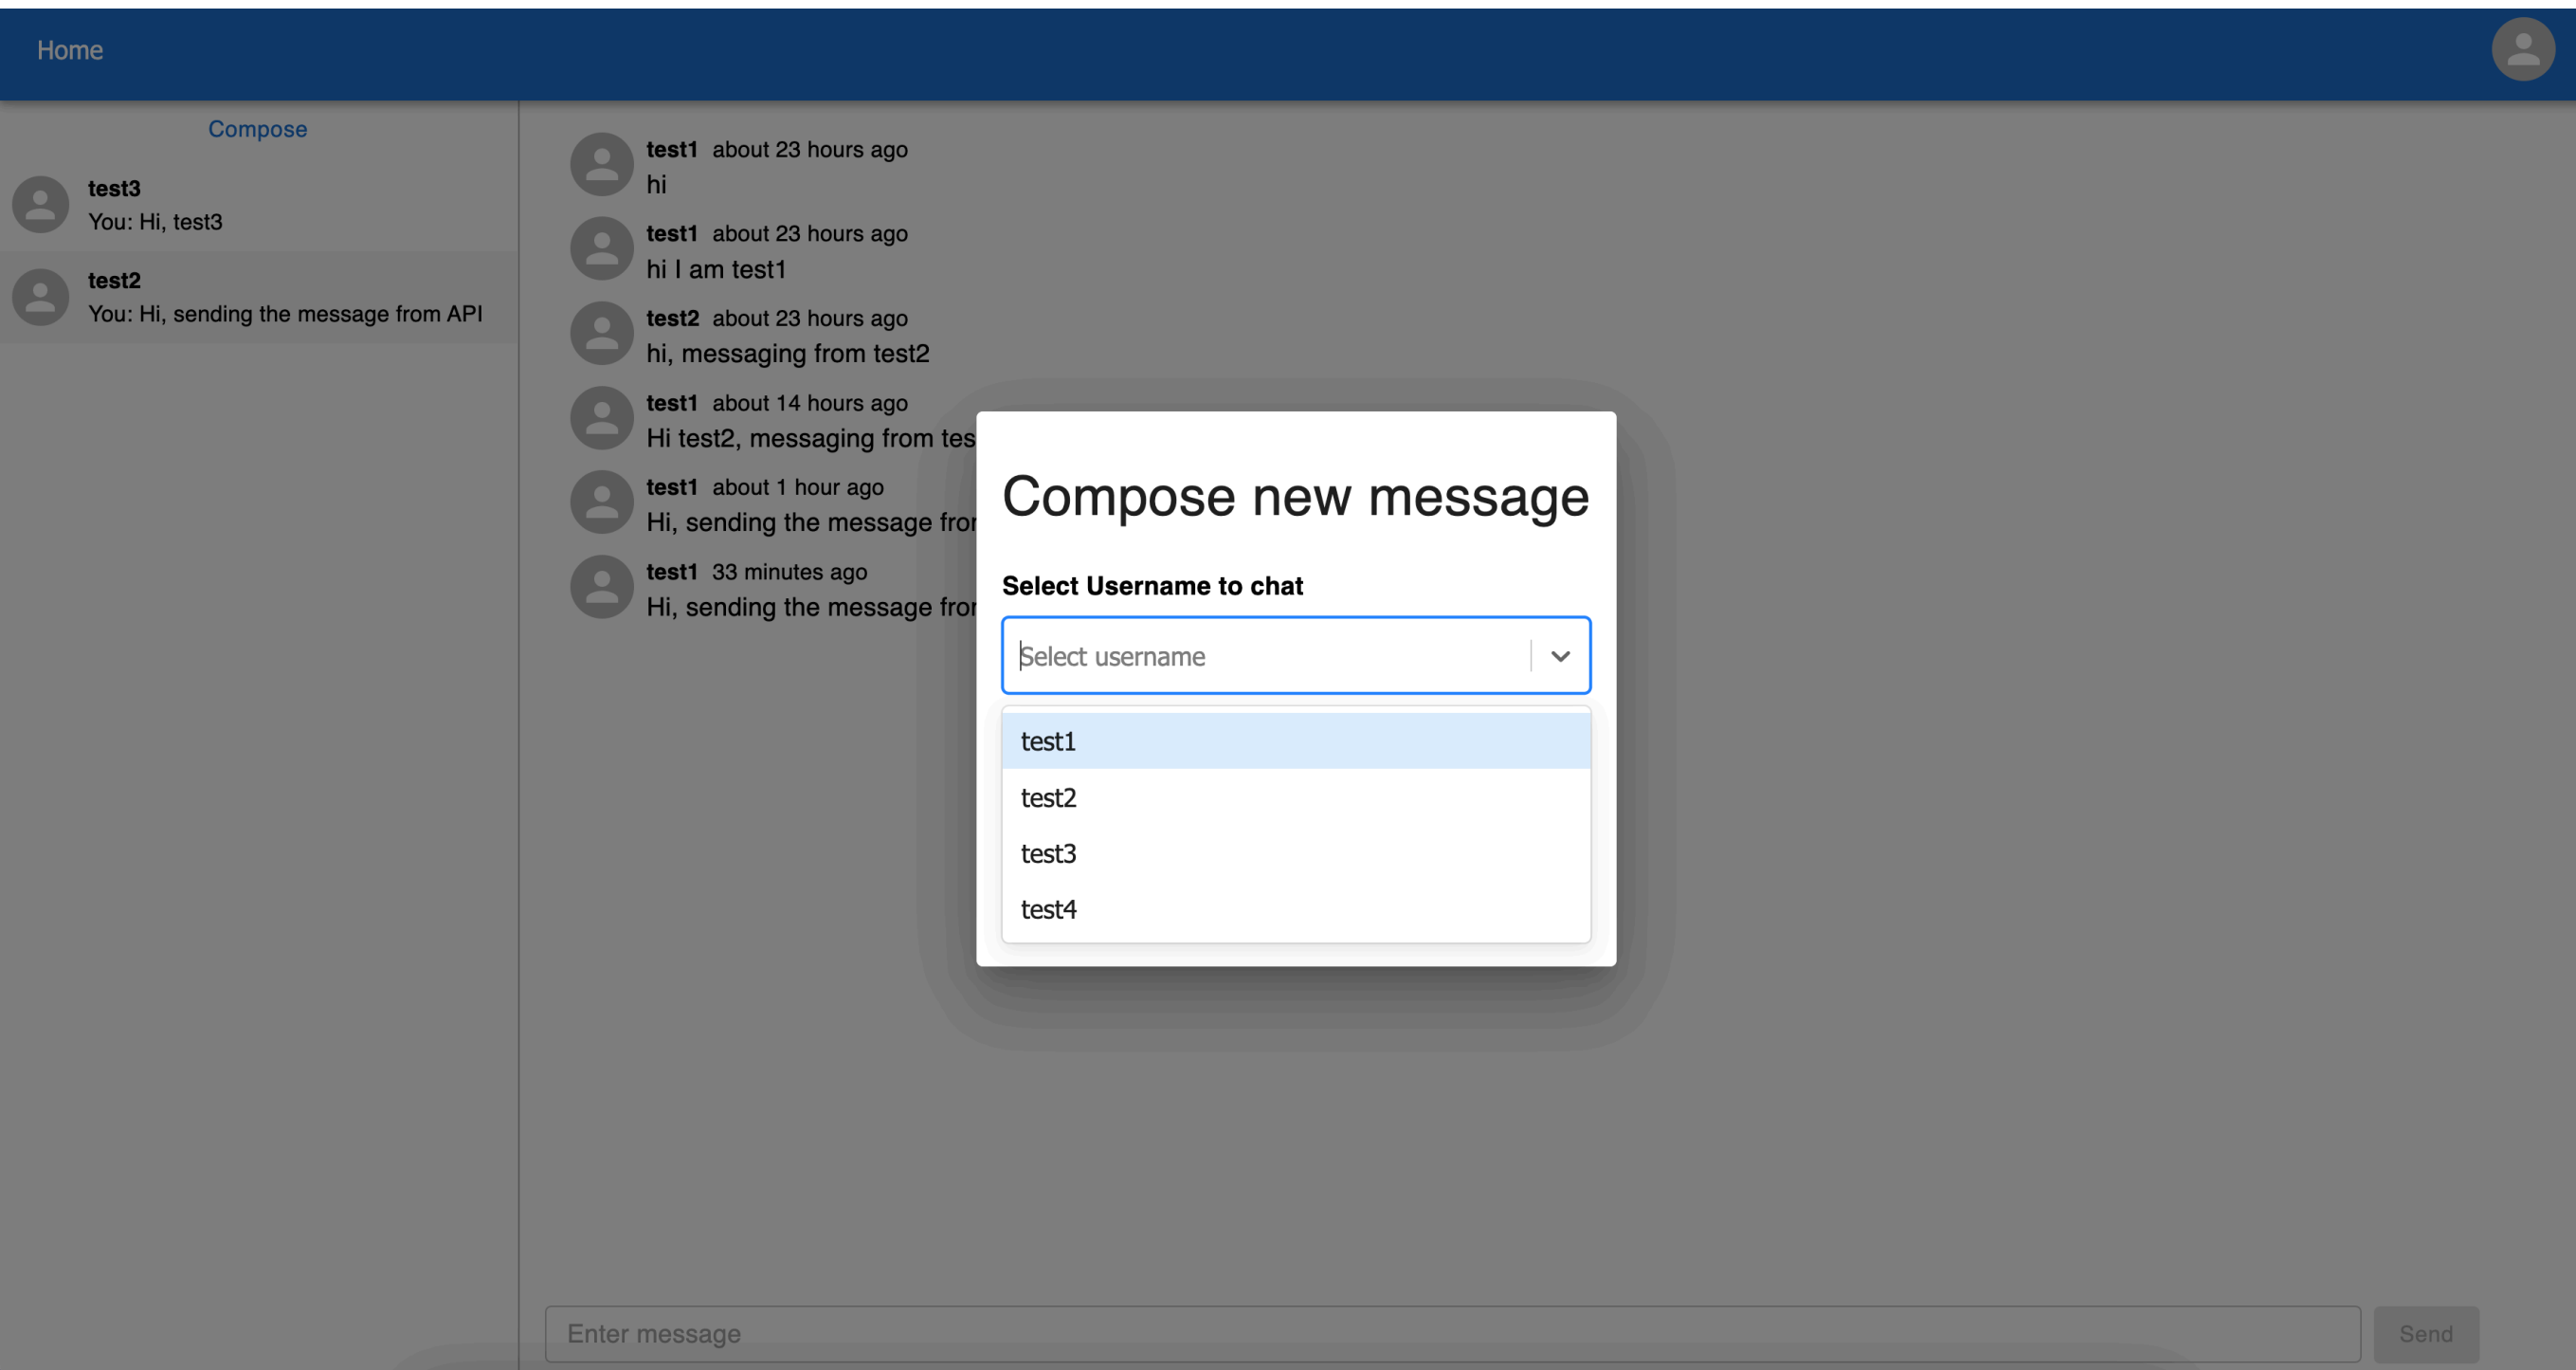 Home
Compose
test3
You: Hi, test3
test2
You: Hi, sending the message from API
test1 about 23 hours ago
hi
test1 about 23 hours ago
hi I am test1
test2 about 23 hours ago
hi, messaging from test2
test1 about 14 hours ago
Hi test2, messaging from tes
test1 about 1 hour ago
Hi, sending the message
test1 33 minutes ago
Hi, sending the message
Compose new message
Select Username to chat
Select username
test1
test2
test3
test4
Enter message
Send